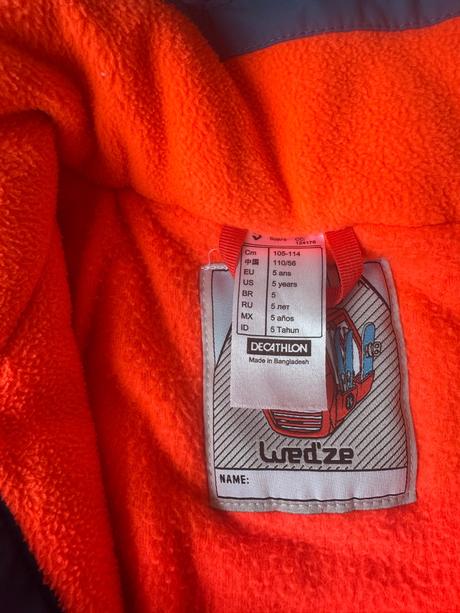 Cm 105-114
中国 110/56
EU 5 ans
US 5 years
BR 5
RU 5 лет
MX 5 años
ID 5 Tahun
DECATHLON
Made in Bangladesh
Wed'ze
NAME: